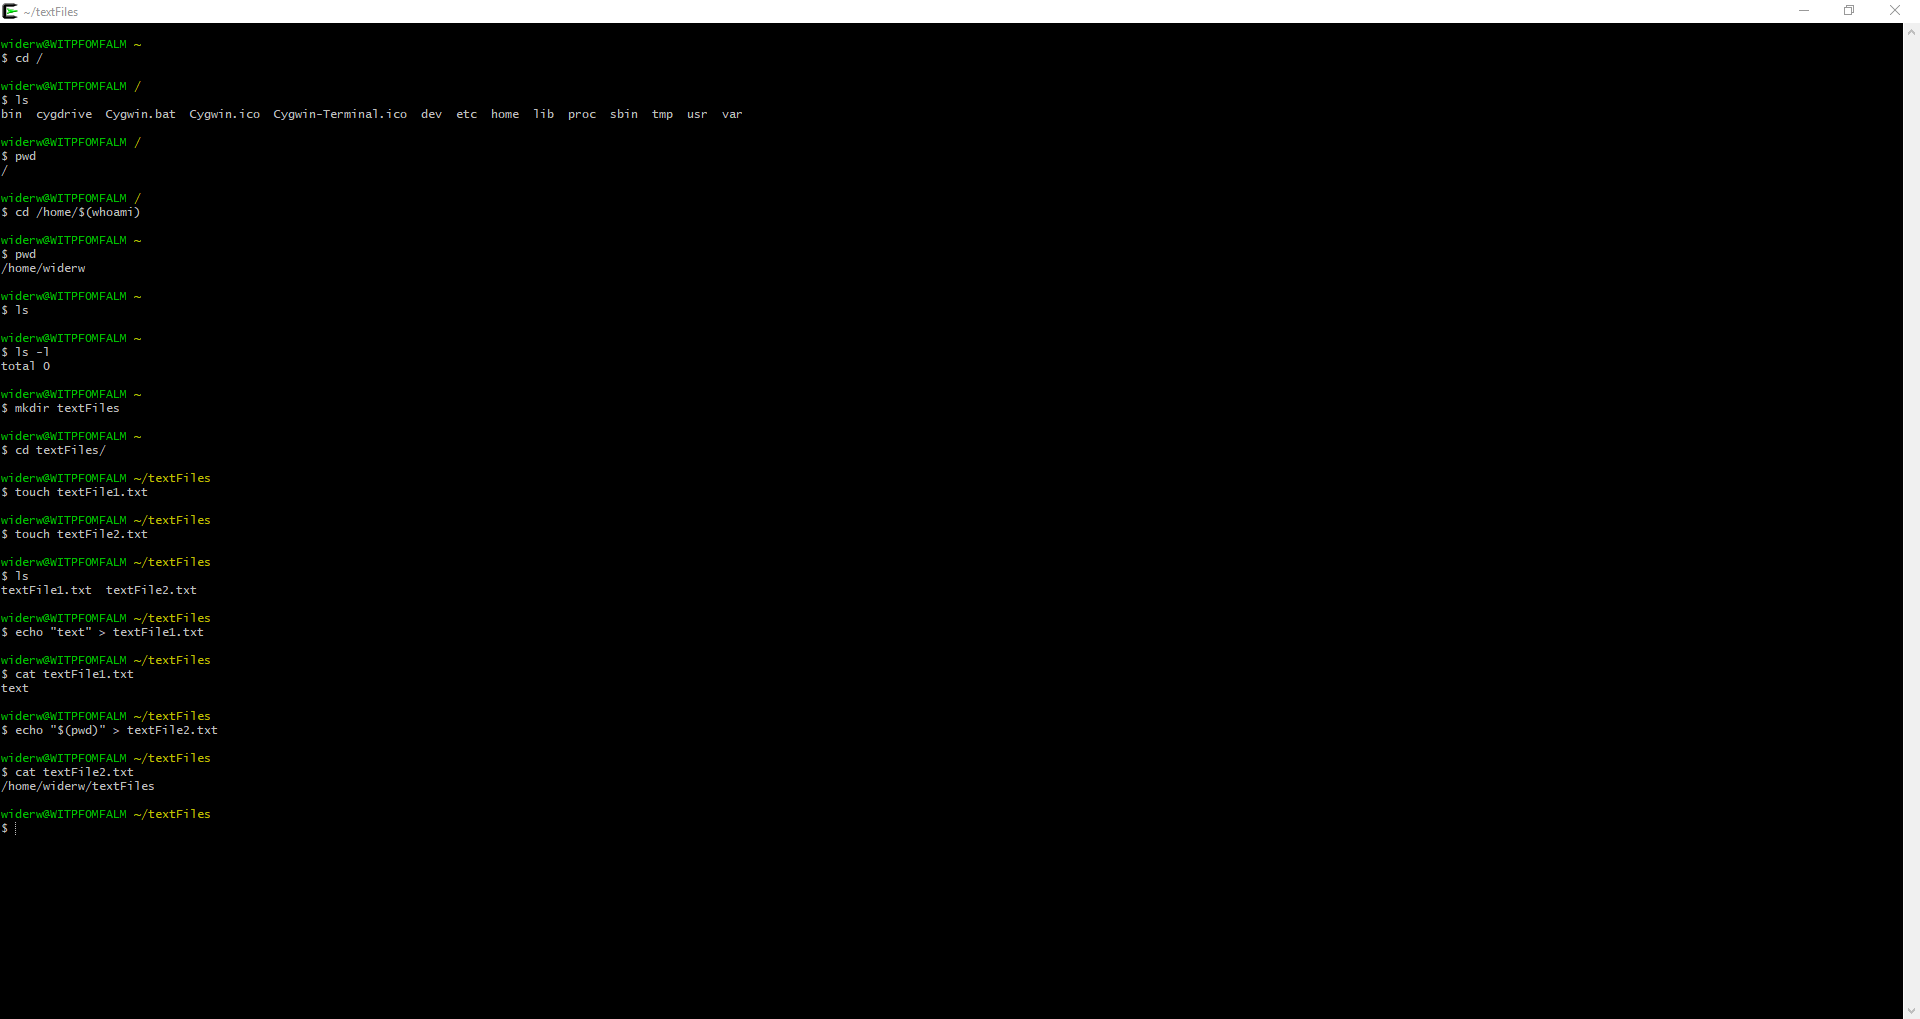 ~/textFiles
widerw@WITPFOMFALM ~
$ cd /
widerw@WITPFOMFALM /
$ ls
bin  cygdrive  Cygwin.bat  Cygwin.ico  Cygwin-Terminal.ico  dev  etc  home  lib  proc  sbin  tmp  usr  var
widerw@WITPFOMFALM /
$ pwd
/
widerw@WITPFOMFALM /
$ cd /home/$(whoami)
widerw@WITPFOMFALM ~
$ pwd
/home/widerw
widerw@WITPFOMFALM ~
$ ls
widerw@WITPFOMFALM ~
$ ls -l
total 0
widerw@WITPFOMFALM ~
$ mkdir textFiles
widerw@WITPFOMFALM ~
$ cd textFiles/
widerw@WITPFOMFALM ~/textFiles
$ touch textFile1.txt
widerw@WITPFOMFALM ~/textFiles
$ touch textFile2.txt
widerw@WITPFOMFALM ~/textFiles
$ ls
textFile1.txt  textFile2.txt
widerw@WITPFOMFALM ~/textFiles
$ echo "text" > textFile1.txt
widerw@WITPFOMFALM ~/textFiles
$ cat textFile1.txt
text
widerw@WITPFOMFALM ~/textFiles
$ echo "$(pwd)" > textFile2.txt
widerw@WITPFOMFALM ~/textFiles
$ cat textFile2.txt
/home/widerw/textFiles
widerw@WITPFOMFALM ~/textFiles
$